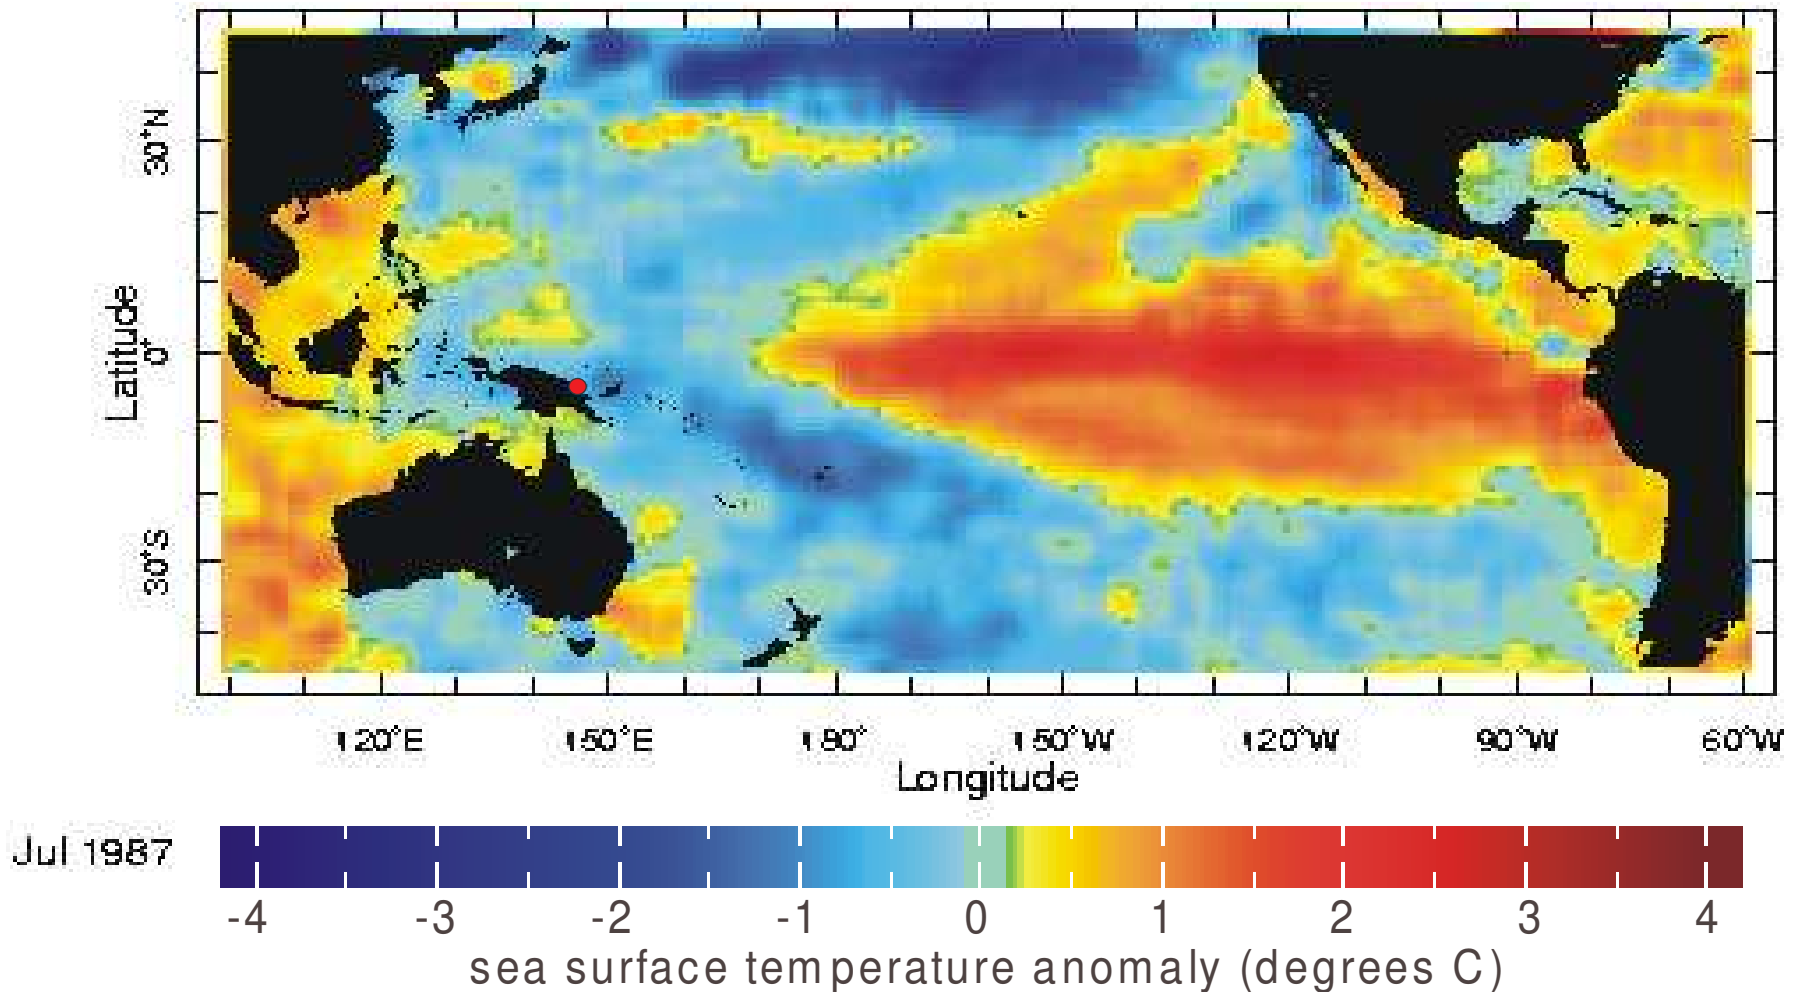 30°N
0°
30°S
Latitude
120°E 150°E 180° 150°W 120°W 90°W 60°W
Longitude
Jul 1987
-4 -3 -2 -1 0 1 2 3 4
sea surface temperature anomaly (degrees C)